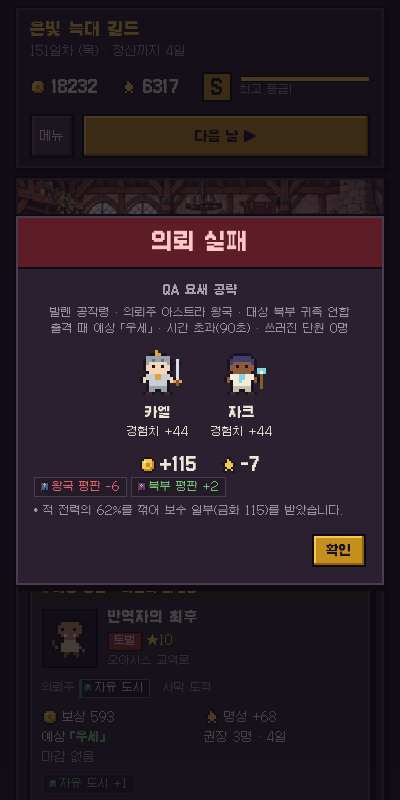 은빛 늑대 길드
151일차 (목) · 정산까지 4일
18232 6317 S 최고 등급!
메뉴 다음 날 ▶
의뢰 실패
QA 요새 공략
발렌 공작령 · 의뢰주 아스트라 왕국 · 대상 북부 귀족 연합
출격 때 예상 「우세」 · 시간 초과(90초) · 쓰러진 단원 0명
카엘 자크
경험치 +44 경험치 +44
+115 -7
왕국 평판 -6 북부 평판 +2
• 적 전력의 62%를 꺾어 보수 일부(금화 115)를 받았습니다.
확인
반역자의 최후
토벌 ★10
오아시스 교역로
의뢰주 자유 도시 사막 도적
보상 593 명성 +68
예상 「우세」 권장 3명 · 4일
마감 없음
자유 도시 +1